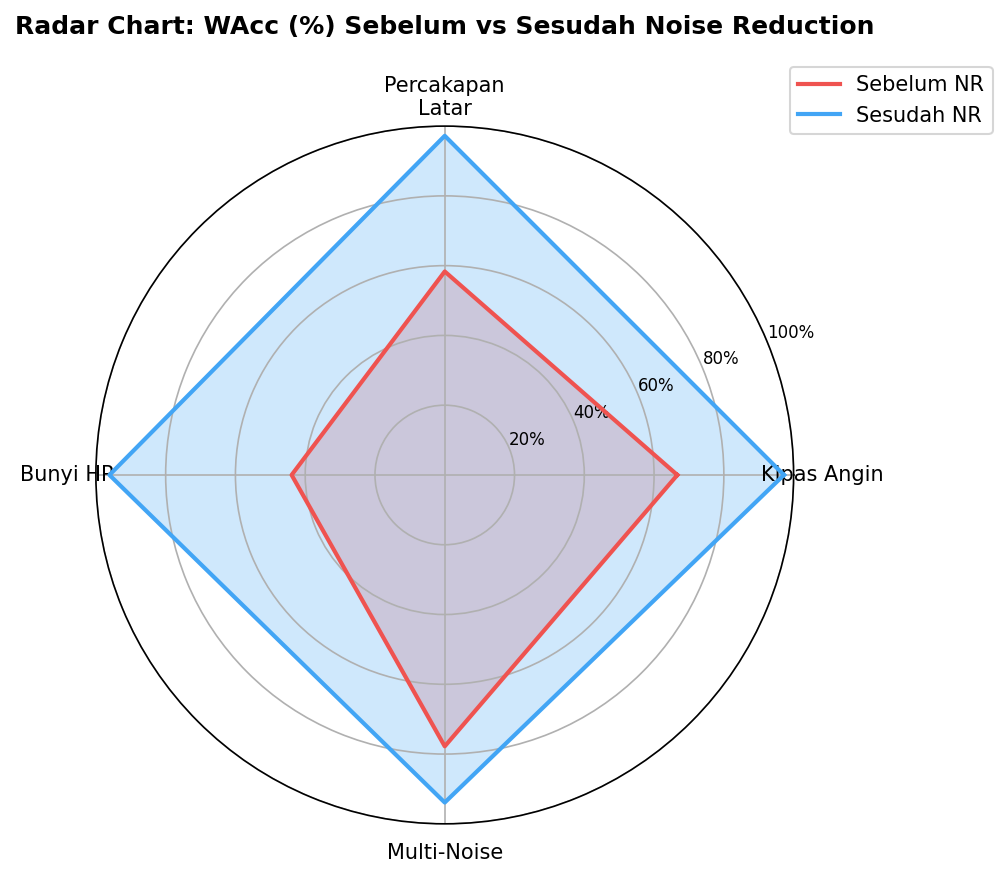 Radar Chart: WAcc (%) Sebelum vs Sesudah Noise Reduction
Sebelum NR
Sesudah NR
Percakapan
Latar
100%
80%
60%
40%
20%
Bunyi HP
Kipas Angin
Multi-Noise